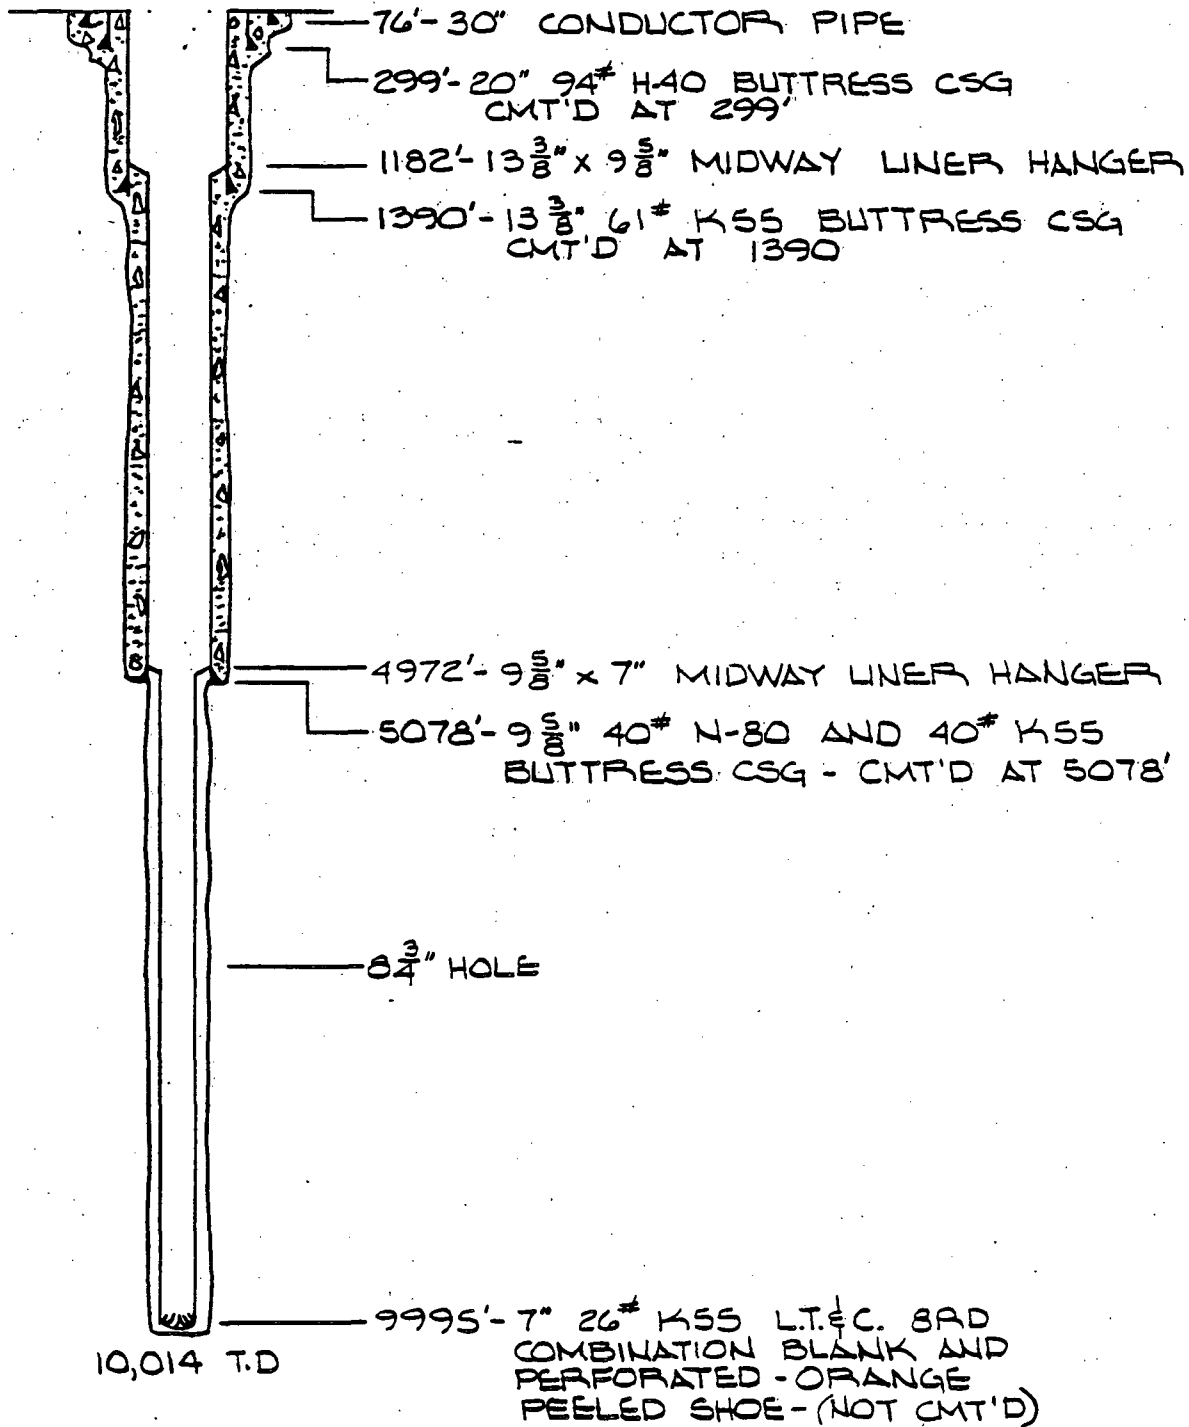 76'-30" CONDUCTOR PIPE
299'-20" 94# H-40 BUTTRESS CSG
CMT'D AT 299'
1182'-13 3/8" x 9 5/8" MIDWAY LINER HANGER
1390'-13 3/8" 61# K55 BUTTRESS CSG
CMT'D AT 1390
4972'-9 5/8" x 7" MIDWAY LINER HANGER
5078'-9 5/8" 40# N-80 AND 40# K55
BUTTRESS CSG - CMT'D AT 5078'
8 3/4" HOLE
9995'-7" 26# K55 L.T.&C. 8RD
COMBINATION BLANK AND
PERFORATED - ORANGE
PEELED SHOE - (NOT CMT'D)
10,014 T.D